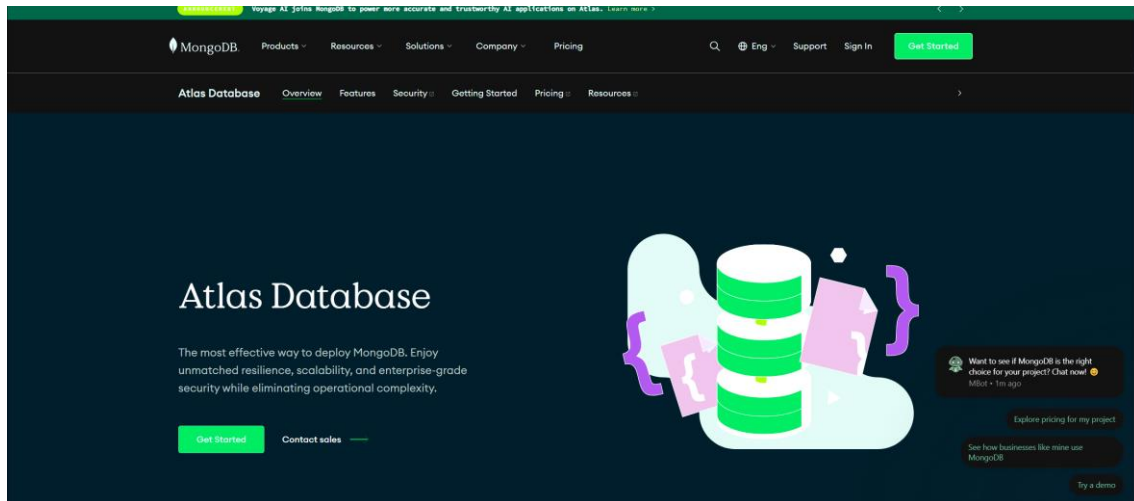 ANNOUNCEMENT Voyage AI joins MongoDB to power more accurate and trustworthy AI applications on Atlas. Learn more >
MongoDB. Products Resources Solutions Company Pricing Eng Support Sign In Get Started
Atlas Database Overview Features Security Getting Started Pricing Resources
Atlas Database
The most effective way to deploy MongoDB. Enjoy
unmatched resilience, scalability, and enterprise-grade
security while eliminating operational complexity.
Get Started Contact sales
Want to see if MongoDB is the right
choice for your project? Chat now! 😊
MBot • 1m ago
Explore pricing for my project
See how businesses like mine use
MongoDB
Try a demo